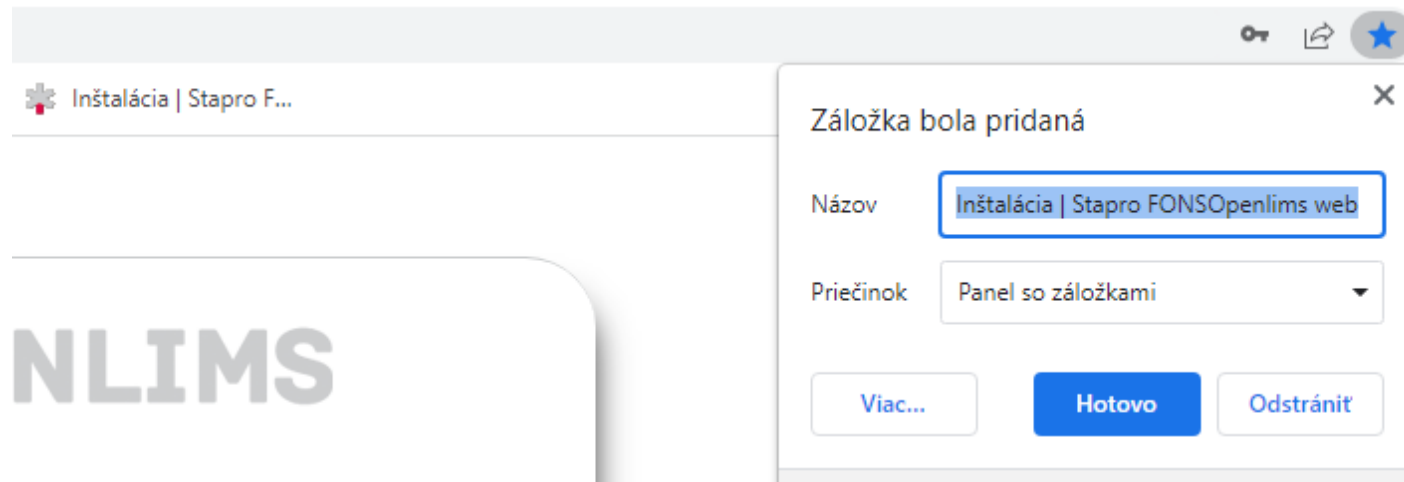 Inštalácia | Stapro F...
Záložka bola pridaná
Názov
Inštalácia | Stapro FONSOpenlims web
Priečinok
Panel so záložkami
NLIMS
Viac...
Hotovo
Odstrániť